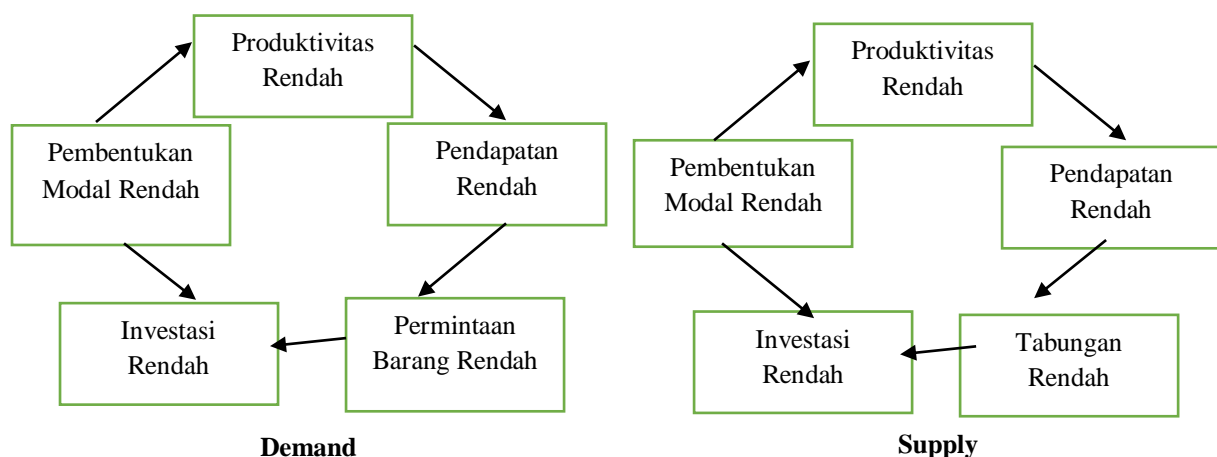 Produktivitas
Rendah
Pembentukan
Modal Rendah
Pendapatan
Rendah
Investasi
Rendah
Permintaan
Barang Rendah
Demand
Produktivitas
Rendah
Pembentukan
Modal Rendah
Pendapatan
Rendah
Investasi
Rendah
Tabungan
Rendah
Supply